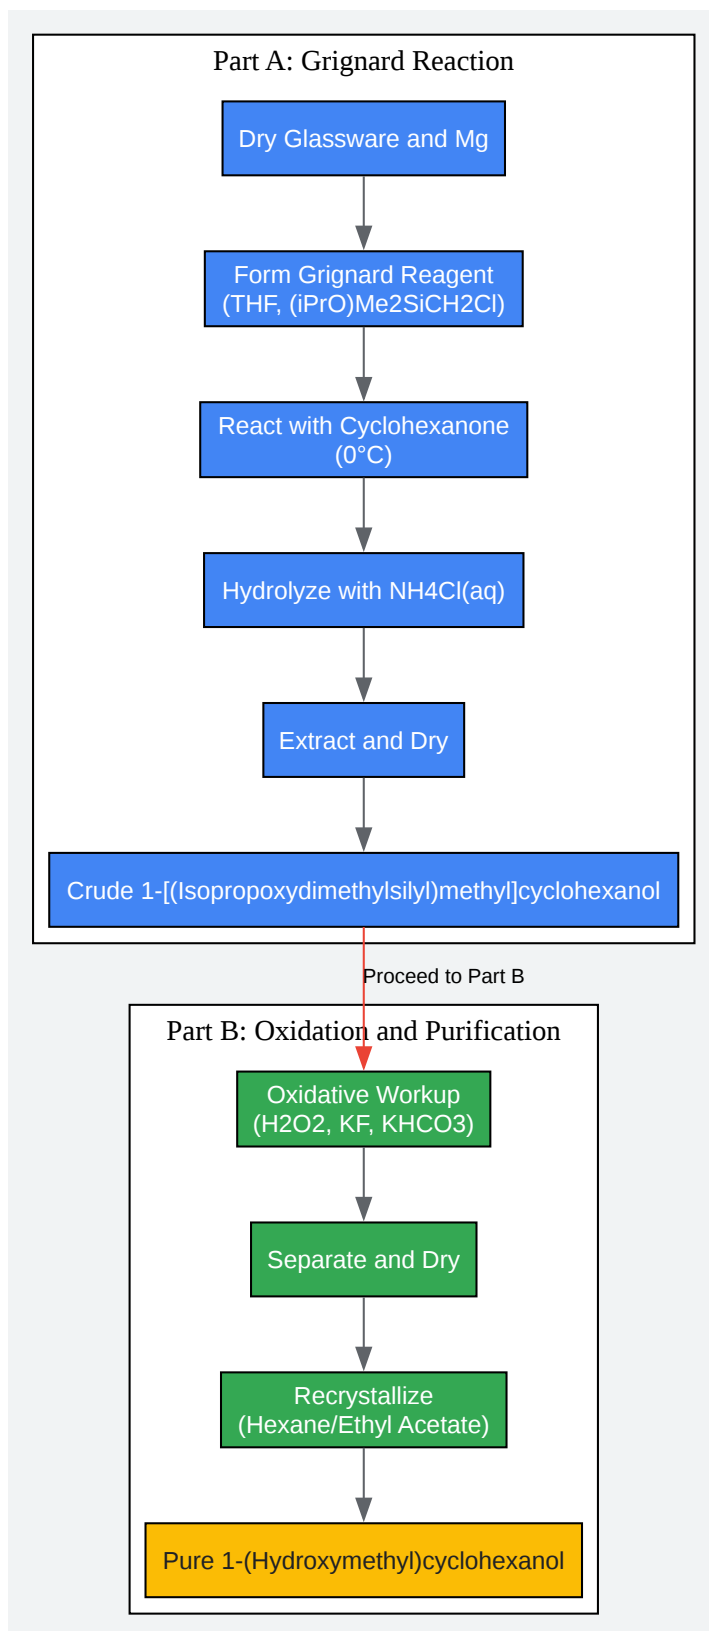 Part A: Grignard Reaction
Dry Glassware and Mg
Form Grignard Reagent
(THF, (iPrO)Me2SiCH2Cl)
React with Cyclohexanone
(0°C)
Hydrolyze with NH4Cl(aq)
Extract and Dry
Crude 1-[(Isopropoxydimethylsilyl)methyl]cyclohexanol
Proceed to Part B
Part B: Oxidation and Purification
Oxidative Workup
(H2O2, KF, KHCO3)
Separate and Dry
Recrystallize
(Hexane/Ethyl Acetate)
Pure 1-(Hydroxymethyl)cyclohexanol